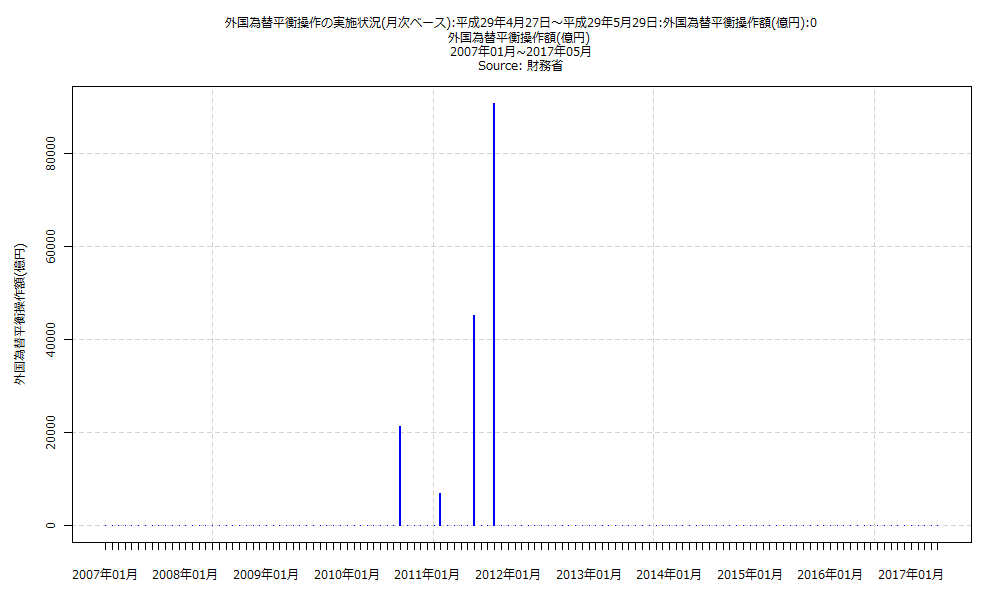 外国為替平衡操作の実施状況(月次ベース):平成29年4月27日～平成29年5月29日:外国為替平衡操作額(億円):0
外国為替平衡操作額(億円)
2007年01月~2017年05月
Source: 財務省
外国為替平衡操作額(億円)
80000
60000
40000
20000
0
2007年01月 2008年01月 2009年01月 2010年01月 2011年01月 2012年01月 2013年01月 2014年01月 2015年01月 2016年01月 2017年01月